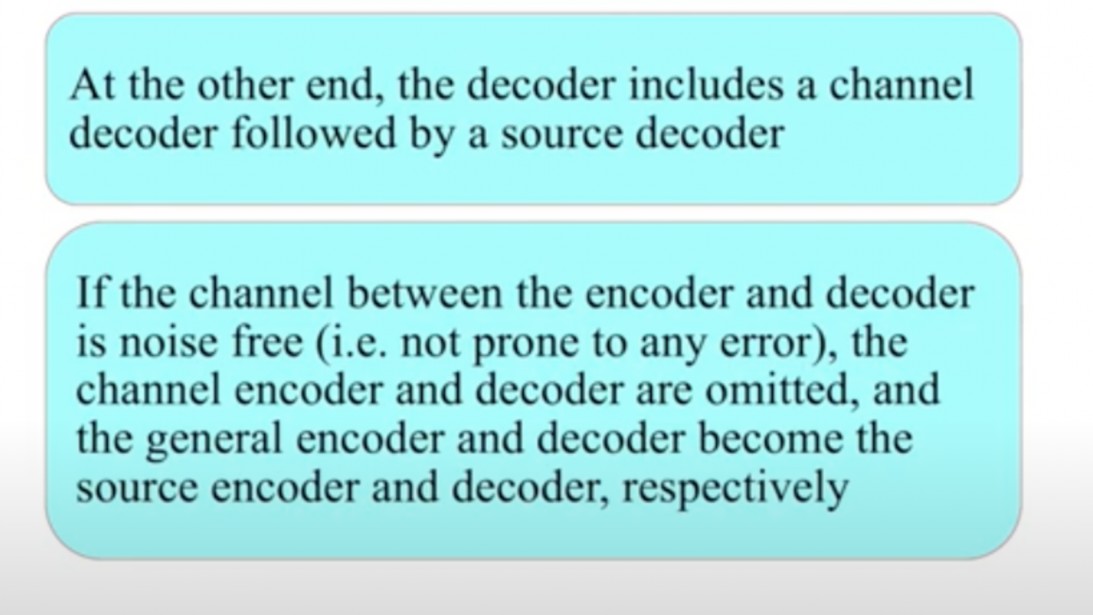 At the other end, the decoder includes a channel
decoder followed by a source decoder
If the channel between the encoder and decoder
is noise free (i.e. not prone to any error), the
channel encoder and decoder are omitted, and
the general encoder and decoder become the
source encoder and decoder, respectively